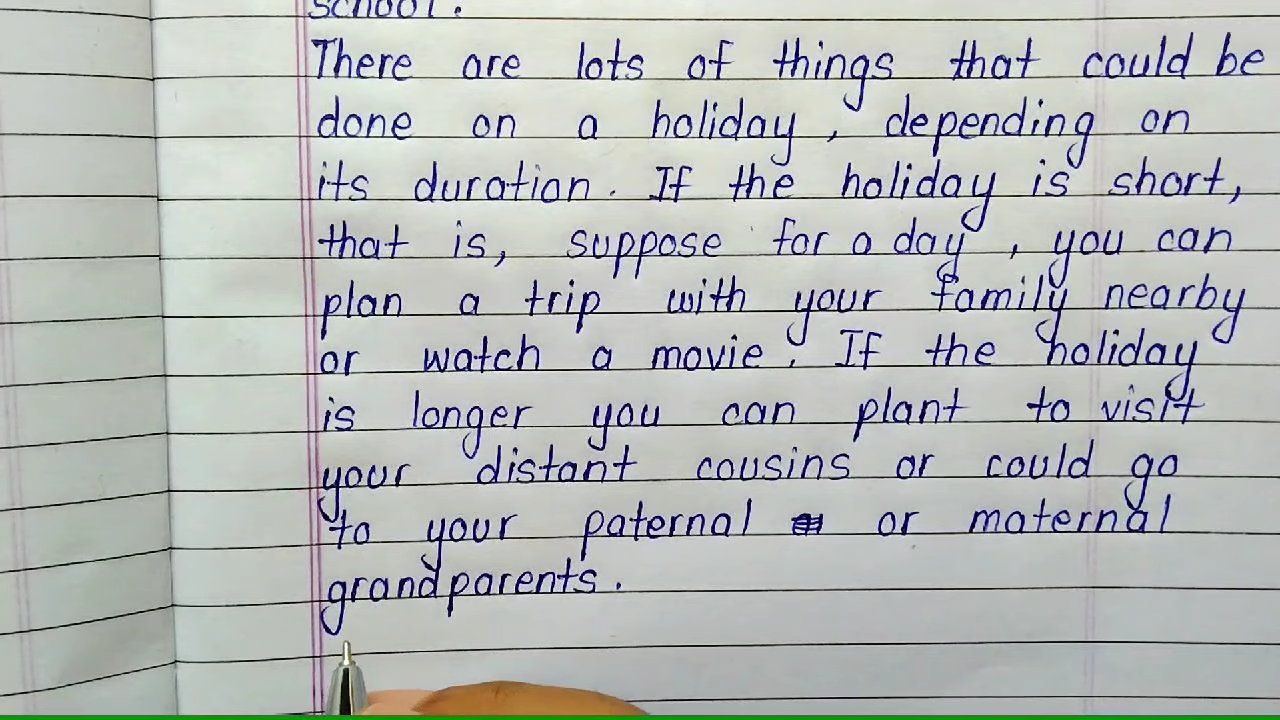 school.
There are lots of things that could be
done on a holiday, depending on
its duration. If the holiday is short,
that is, suppose for a day, you can
plan a trip with your family nearby
or watch a movie. If the holiday
is longer you can plant to visit
your distant cousins or could go
to your paternal or maternal
grandparents.